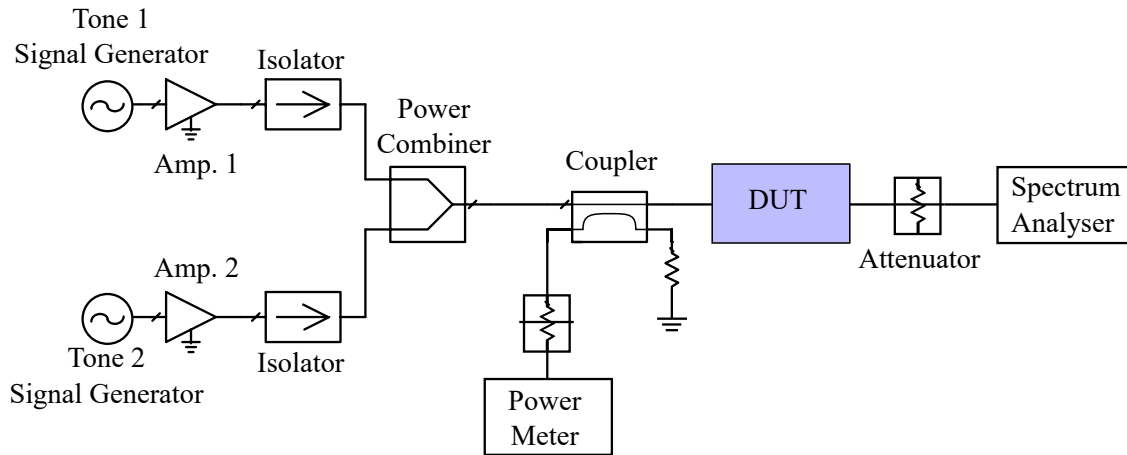 Tone 1
Signal Generator
Isolator
Amp. 1
Power
Combiner
Coupler
DUT
Spectrum
Analyser
Attenuator
Amp. 2
Tone 2
Signal Generator
Isolator
Power
Meter